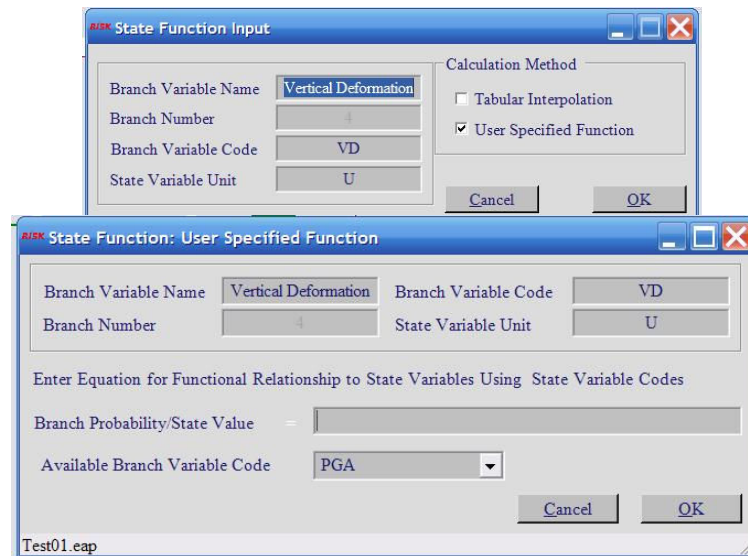 RISK State Function Input
Calculation Method
Branch Variable Name Vertical Deformation
Tabular Interpolation
Branch Number 4
User Specified Function
Branch Variable Code VD
State Variable Unit U
Cancel OK
RISK State Function: User Specified Function
Branch Variable Name Vertical Deformation Branch Variable Code VD
Branch Number 4 State Variable Unit U
Enter Equation for Functional Relationship to State Variables Using State Variable Codes
Branch Probability/State Value =
Available Branch Variable Code PGA
Cancel OK
Test01.eap